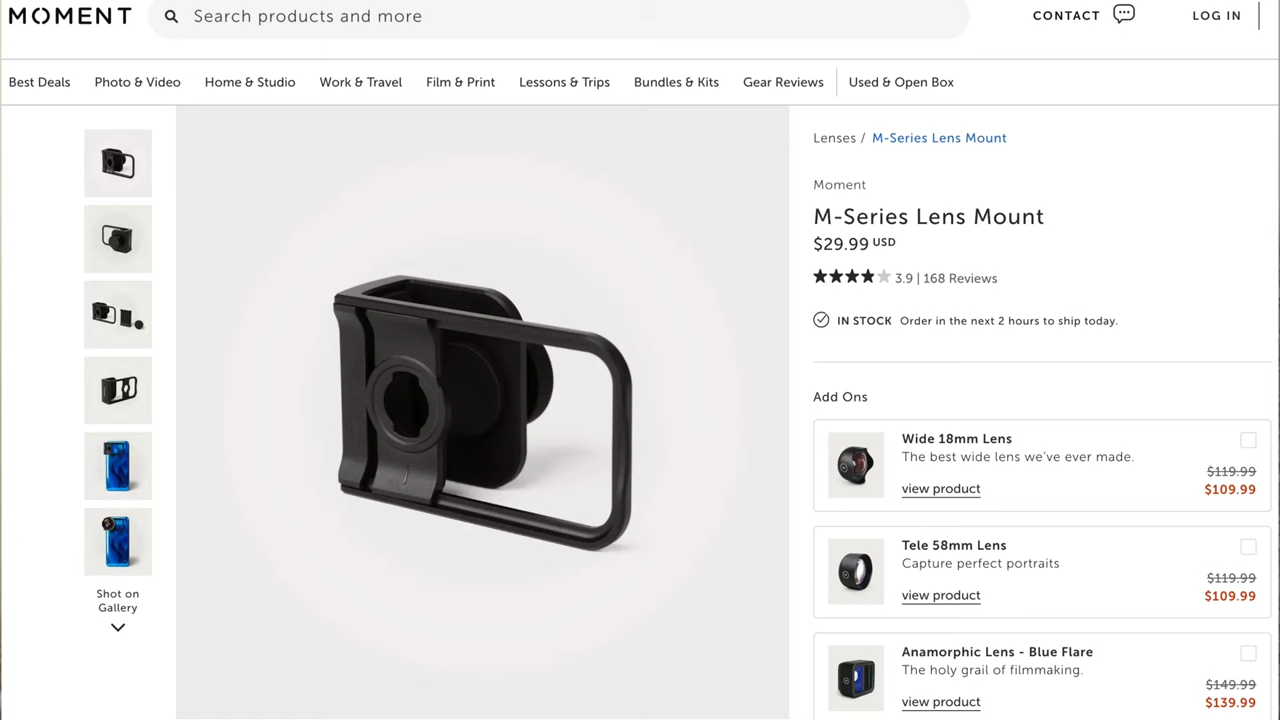 MOMENT
Search products and more
CONTACT
LOG IN
Best Deals
Photo & Video
Home & Studio
Work & Travel
Film & Print
Lessons & Trips
Bundles & Kits
Gear Reviews
Used & Open Box
Shot on
Gallery
Lenses / M-Series Lens Mount
Moment
M-Series Lens Mount
$29.99 USD
3.9 | 168 Reviews
IN STOCK Order in the next 2 hours to ship today.
Add Ons
Wide 18mm Lens
The best wide lens we've ever made.
$119.99
view product
$109.99
Tele 58mm Lens
Capture perfect portraits
$119.99
view product
$109.99
Anamorphic Lens - Blue Flare
The holy grail of filmmaking.
$149.99
view product
$139.99